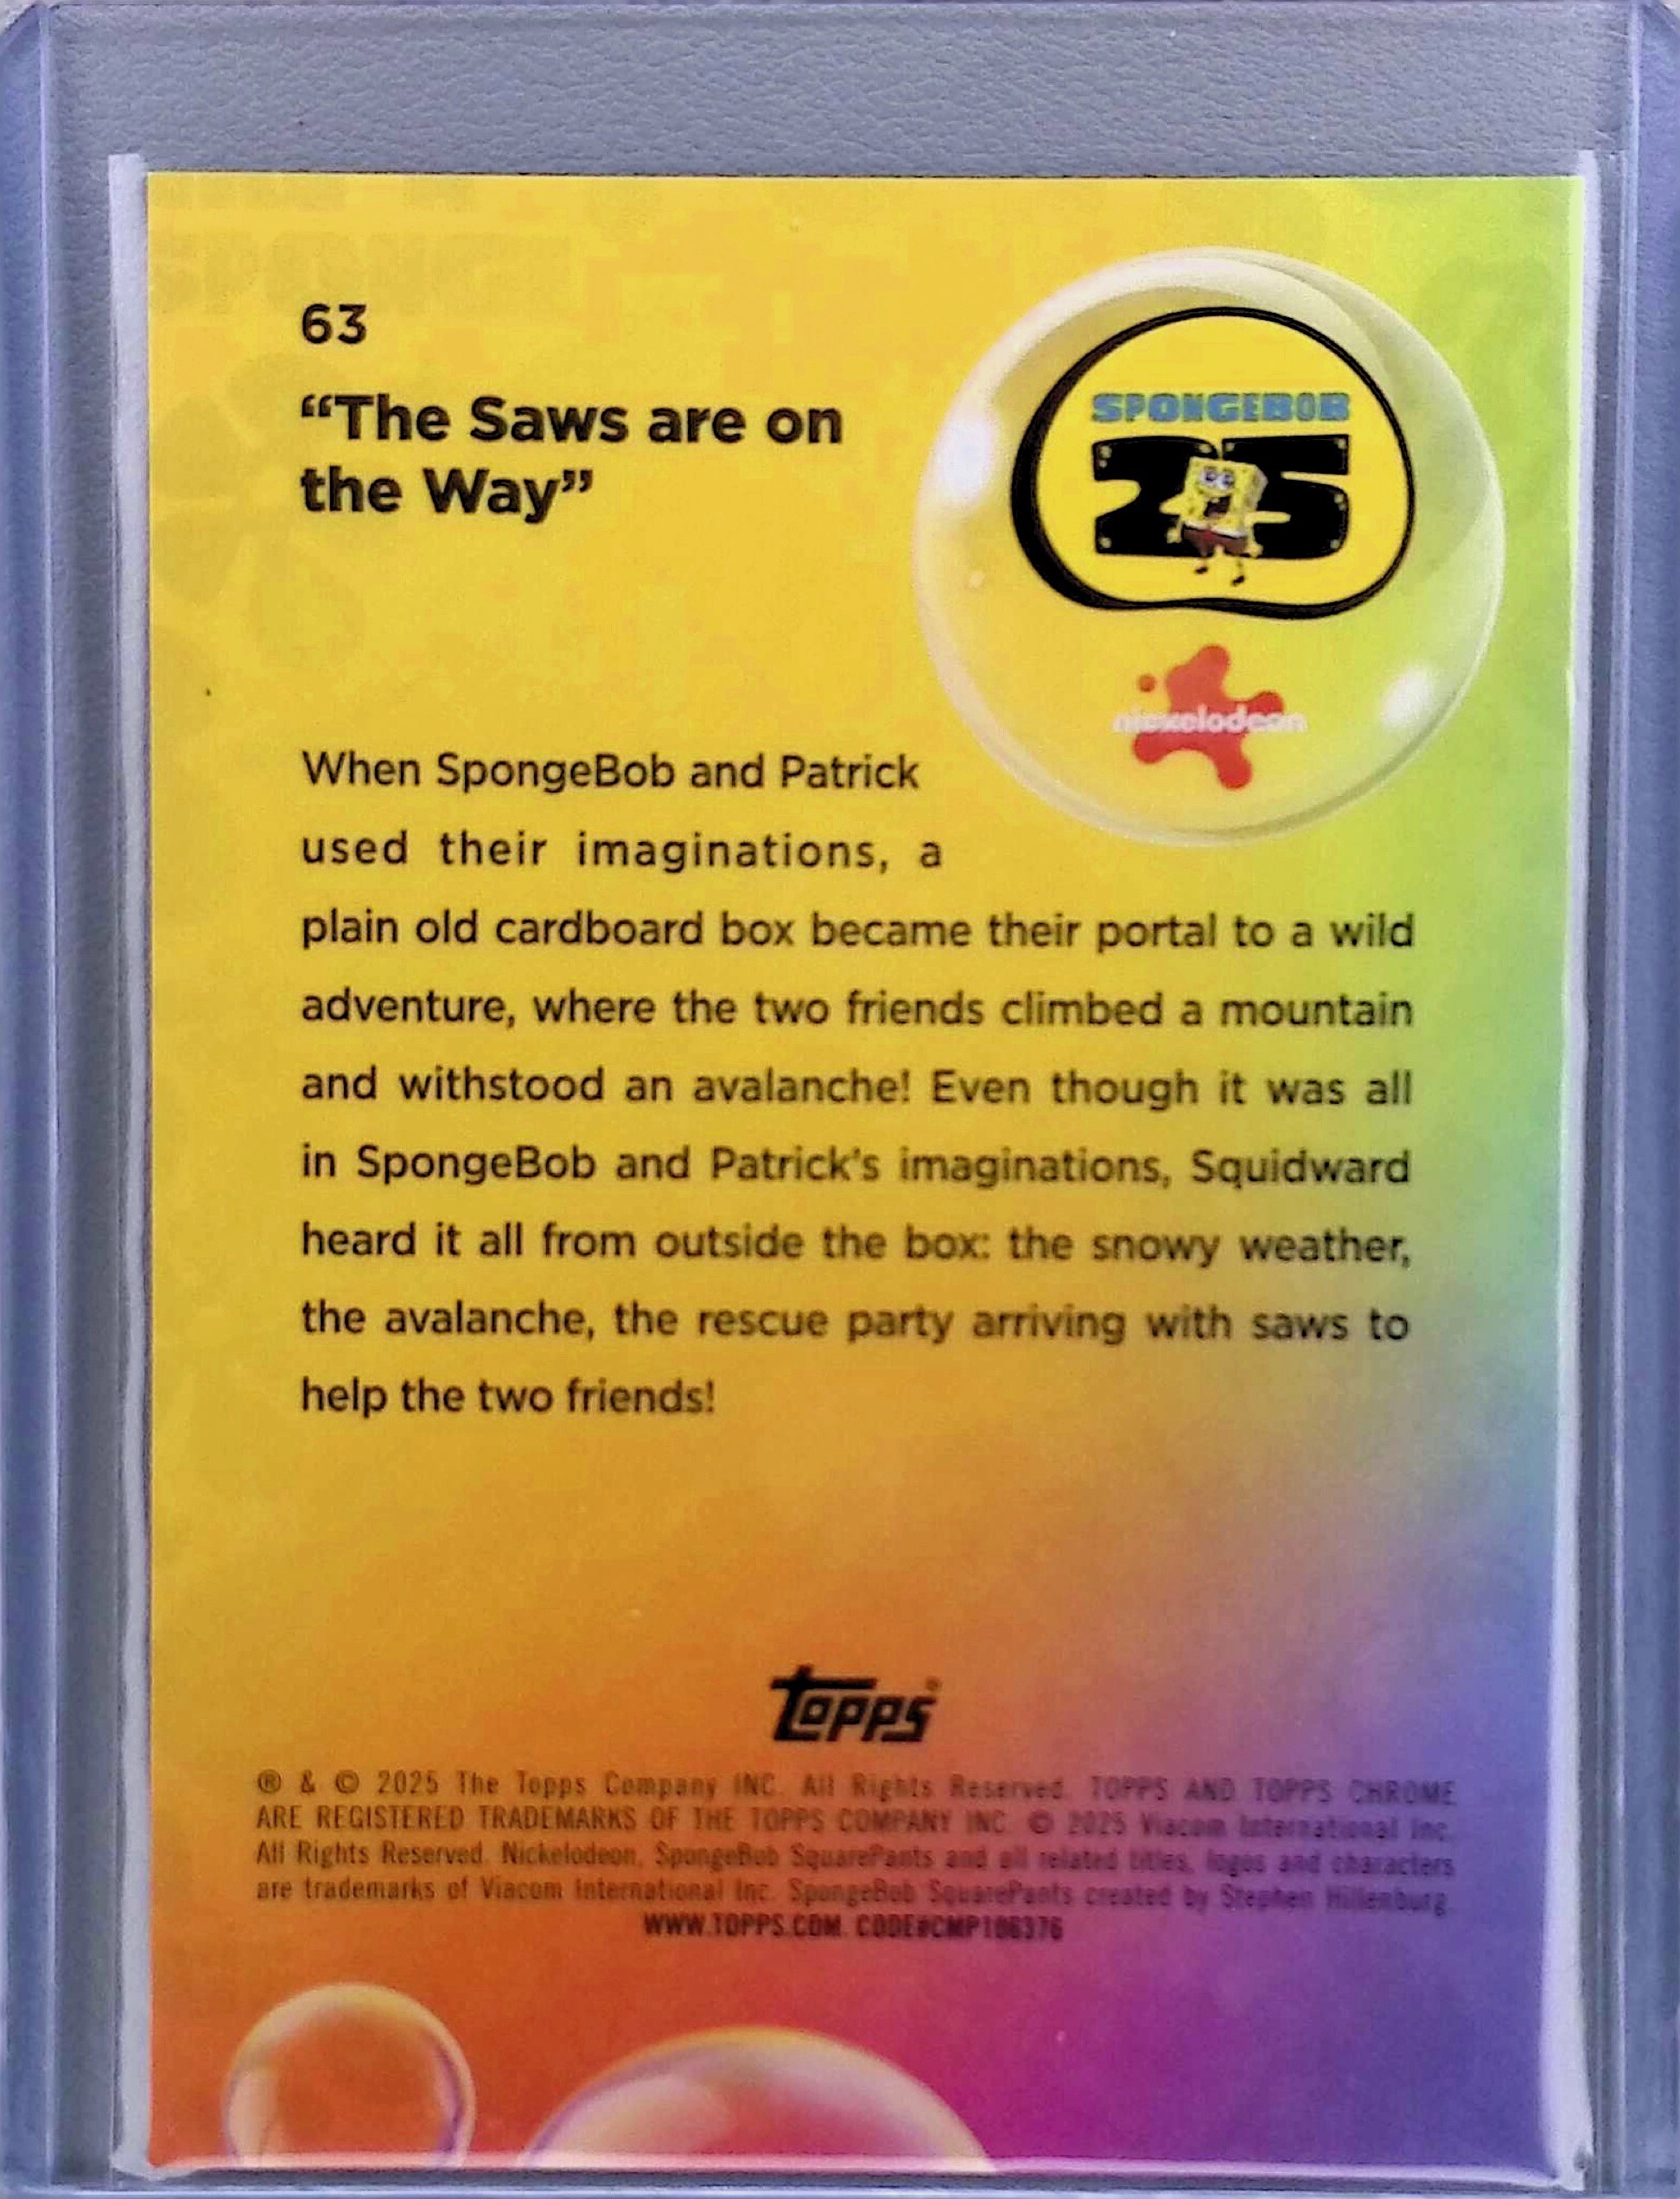 63
“The Saws are on
the Way”
SPONGEBOB
25
nickelodeon
When SpongeBob and Patrick
used their imaginations, a
plain old cardboard box became their portal to a wild
adventure, where the two friends climbed a mountain
and withstood an avalanche! Even though it was all
in SpongeBob and Patrick's imaginations, Squidward
heard it all from outside the box: the snowy weather,
the avalanche, the rescue party arriving with saws to
help the two friends!
Topps®
® & © 2025 The Topps Company INC. All Rights Reserved. TOPPS AND TOPPS CHROME
ARE REGISTERED TRADEMARKS OF THE TOPPS COMPANY INC. © 2025 Viacom International Inc.
All Rights Reserved. Nickelodeon, SpongeBob SquarePants and all related titles, logos and characters
are trademarks of Viacom International Inc. SpongeBob SquarePants created by Stephen Hillenburg.
WWW.TOPPS.COM. CODE#CMP106376